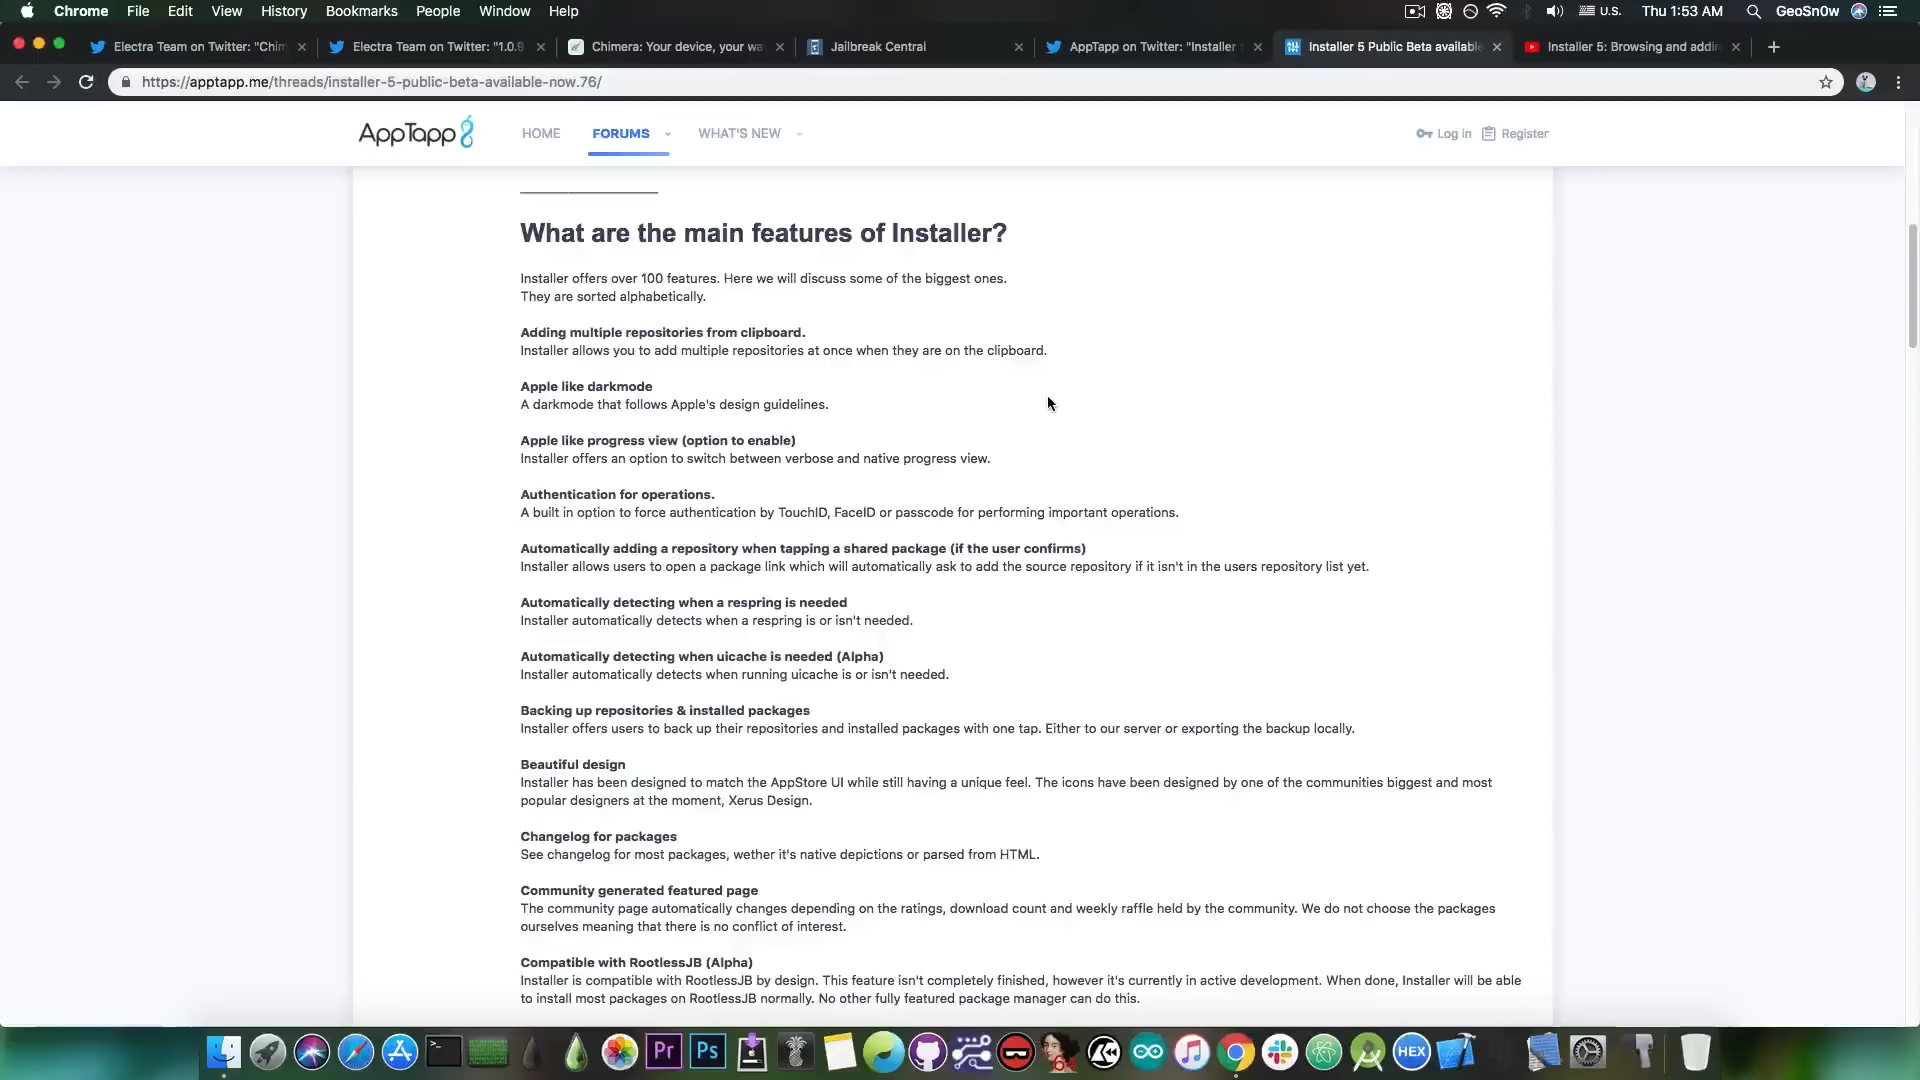 Chrome File Edit View History Bookmarks People Window Help U.S. Thu 1:53 AM GeoSn0w
Electra Team on Twitter: "Chim Electra Team on Twitter: "1.0.9 Chimera: Your device, your wa Jailbreak Central AppTapp on Twitter: "Installer Installer 5 Public Beta available Installer 5: Browsing and addin
https://apptapp.me/threads/installer-5-public-beta-available-now.76/
AppTapp HOME FORUMS WHAT'S NEW Log in Register
What are the main features of Installer?
Installer offers over 100 features. Here we will discuss some of the biggest ones.
They are sorted alphabetically.
Adding multiple repositories from clipboard.
Installer allows you to add multiple repositories at once when they are on the clipboard.
Apple like darkmode
A darkmode that follows Apple's design guidelines.
Apple like progress view (option to enable)
Installer offers an option to switch between verbose and native progress view.
Authentication for operations.
A built in option to force authentication by TouchID, FaceID or passcode for performing important operations.
Automatically adding a repository when tapping a shared package (if the user confirms)
Installer allows users to open a package link which will automatically ask to add the source repository if it isn't in the users repository list yet.
Automatically detecting when a respring is needed
Installer automatically detects when a respring is or isn't needed.
Automatically detecting when uicache is needed (Alpha)
Installer automatically detects when running uicache is or isn't needed.
Backing up repositories & installed packages
Installer offers users to back up their repositories and installed packages with one tap. Either to our server or exporting the backup locally.
Beautiful design
Installer has been designed to match the AppStore UI while still having a unique feel. The icons have been designed by one of the communities biggest and most
popular designers at the moment, Xerus Design.
Changelog for packages
See changelog for most packages, wether it's native depictions or parsed from HTML.
Community generated featured page
The community page automatically changes depending on the ratings, download count and weekly raffle held by the community. We do not choose the packages
ourselves meaning that there is no conflict of interest.
Compatible with RootlessJB (Alpha)
Installer is compatible with RootlessJB by design. This feature isn't completely finished, however it's currently in active development. When done, Installer will be able
to install most packages on RootlessJB normally. No other fully featured package manager can do this.
Pr Ps 64 HEX